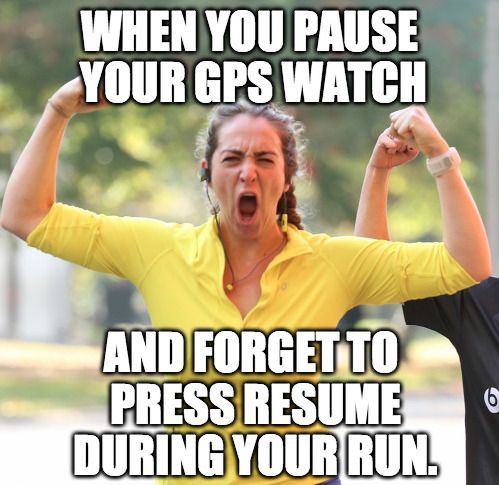 WHEN YOU PAUSE
YOUR GPS WATCH
AND FORGET TO
PRESS RESUME
DURING YOUR RUN.